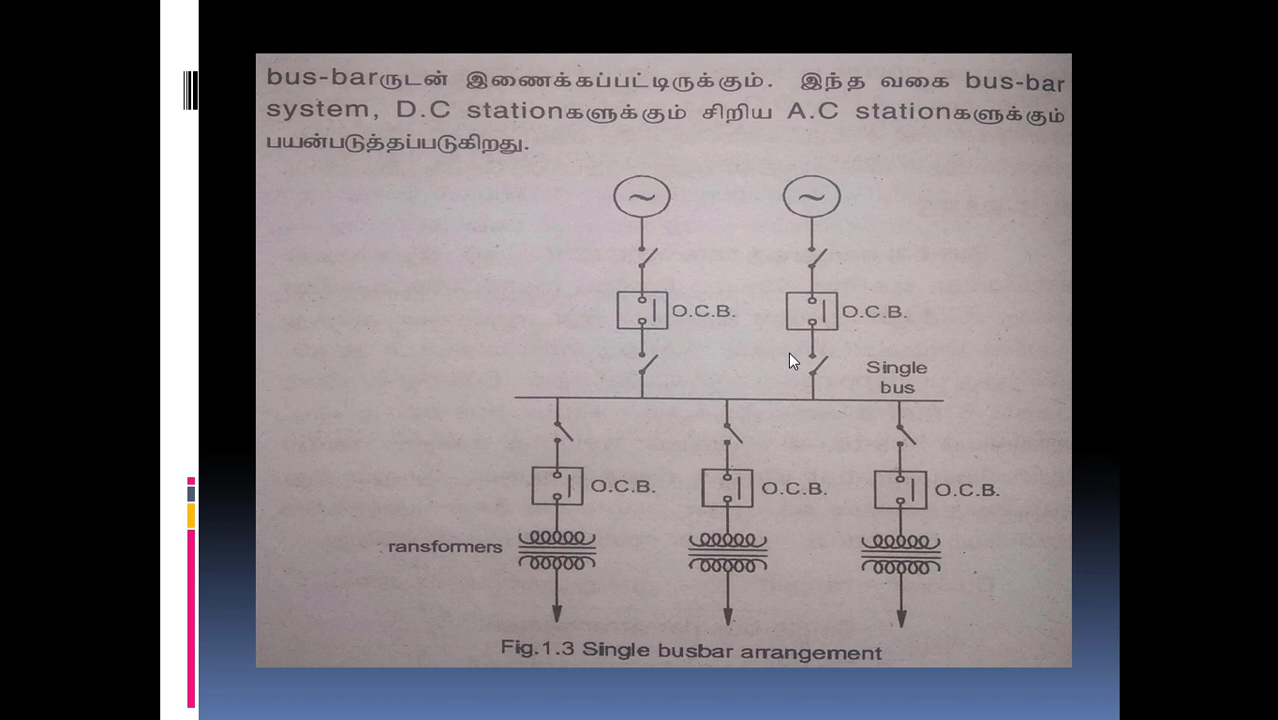 bus-barருடன் இணைக்கப்பட்டிருக்கும். இந்த வகை bus-bar
system, D.C stationகளுக்கும் சிறிய A.C stationகளுக்கும்
பயன்படுத்தப்படுகிறது.
O.C.B. O.C.B.
Single
bus
O.C.B. O.C.B. O.C.B.
ransformers
Fig.1.3 Single busbar arrangement